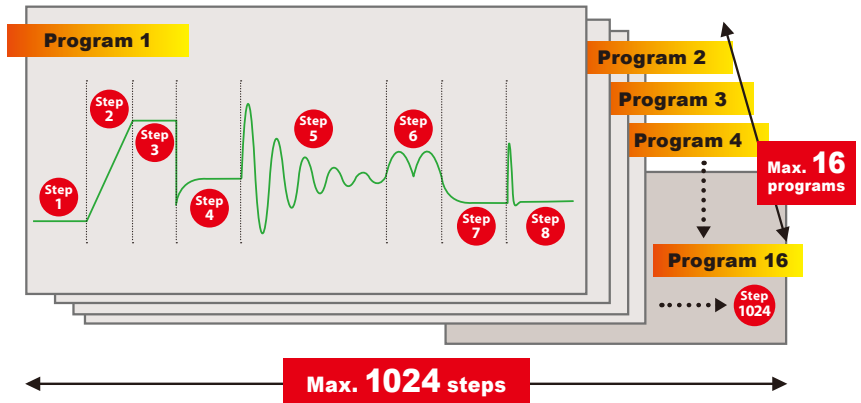 Program 1
Step
1
Step
2
Step
3
Step
4
Step
5
Step
6
Step
7
Step
8
Program 2
Program 3
Program 4
Max. 16
programs
Program 16
Step
1024
Max. 1024 steps